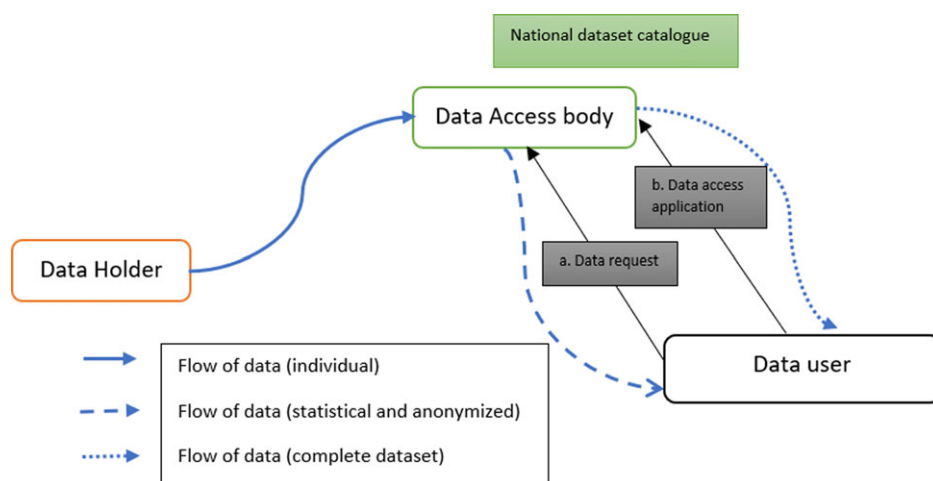 National dataset catalogue
Data Access body
b. Data access
application
a. Data request
Data Holder
Data user
Flow of data (individual)
Flow of data (statistical and anonymized)
Flow of data (complete dataset)